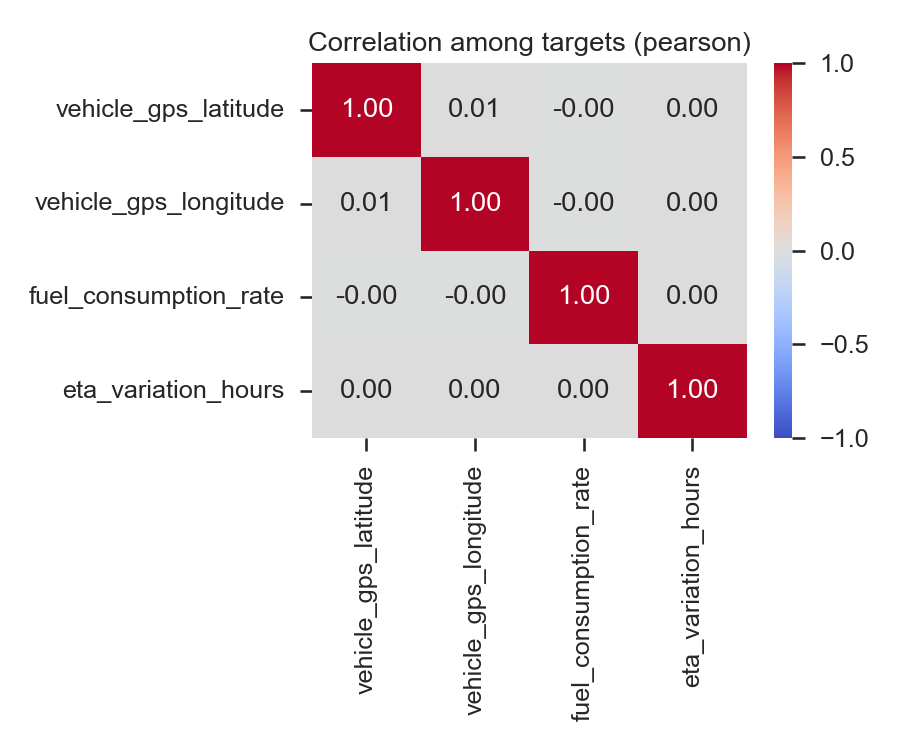 Correlation among targets (pearson)
vehicle_gps_latitude 1.00 0.01 -0.00 0.00
vehicle_gps_longitude 0.01 1.00 -0.00 0.00
fuel_consumption_rate -0.00 -0.00 1.00 0.00
eta_variation_hours 0.00 0.00 0.00 1.00
vehicle_gps_latitude
vehicle_gps_longitude
fuel_consumption_rate
eta_variation_hours
1.0
0.5
0.0
−0.5
−1.0